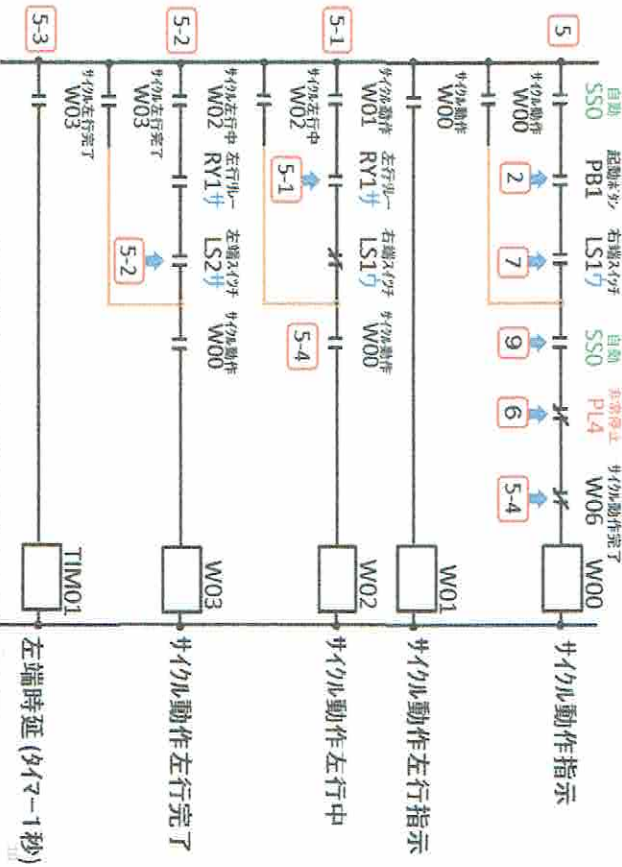 5
自動 起動ボタン 右端スイッチ 自動 非常停止 サイクル動作完了
SS0 PB1 LS1ウ SS0 PL4 W06 W00 サイクル動作指示
2 7 9 6 5-4
サイクル動作
W00
サイクル動作
W00
W01 サイクル動作左行指示
5-1
サイクル動作 左行リレー 右端スイッチ サイクル動作
W01 RY1サ LS1ウ W00 W02 サイクル動作左行中
5-1 5-4
サイクル左行中
W02
5-2
サイクル左行中 左行リレー 左端スイッチ サイクル動作
W02 RY1サ LS2サ W00 W03 サイクル動作左行完了
5-2
サイクル左行完了
W03
5-3
サイクル左行完了
W03
TIM01 左端時延 (タイマー1秒)